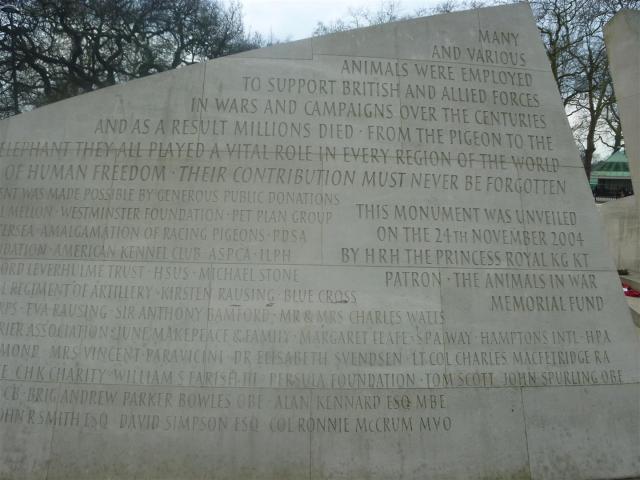 MANY
AND VARIOUS
ANIMALS WERE EMPLOYED
TO SUPPORT BRITISH AND ALLIED FORCES
IN WARS AND CAMPAIGNS OVER THE CENTURIES
AND AS A RESULT MILLIONS DIED · FROM THE PIGEON TO THE
ELEPHANT THEY ALL PLAYED A VITAL ROLE IN EVERY REGION OF THE WORLD
OF HUMAN FREEDOM · THEIR CONTRIBUTION MUST NEVER BE FORGOTTEN
WAS MADE POSSIBLE BY GENEROUS PUBLIC DONATIONS
MELLON · WESTMINSTER FOUNDATION · PET PLAN GROUP
AMALGAMATION OF RACING PIGEONS · PDSA
AMERICAN KENNEL CLUB ASPCA · ILPH
LEVERHULME TRUST · HSUS · MICHAEL STONE
REGIMENT OF ARTILLERY · KIRSTEN RAUSING · BLUE CROSS
EVA RAUSING · SIR ANTHONY BAMFORD · MR & MRS CHARLES WALLS
ASSOCIATION · JUNE MAKEPEACE & FAMILY · MARGARET · SPA WAY · HAMPTONS INTL · HPA
MRS VINCENT PARAVICINI · DR ELISABETH SVENDSEN · LT COL CHARLES MACFETRIDGE RA
CHK CHARITY · WILLIAM S FARISH III · PERSULA FOUNDATION · TOM SCOTT · JOHN SPURLING OBE
CB · BRIG ANDREW PARKER BOWLES OBE · ALAN KENNARD ESQ MBE
R SMITH ESQ · DAVID SIMPSON ESQ · COL RONNIE McCRUM MVO
THIS MONUMENT WAS UNVEILED
ON THE 24TH NOVEMBER 2004
BY HRH THE PRINCESS ROYAL KG KT
PATRON · THE ANIMALS IN WAR
MEMORIAL FUND